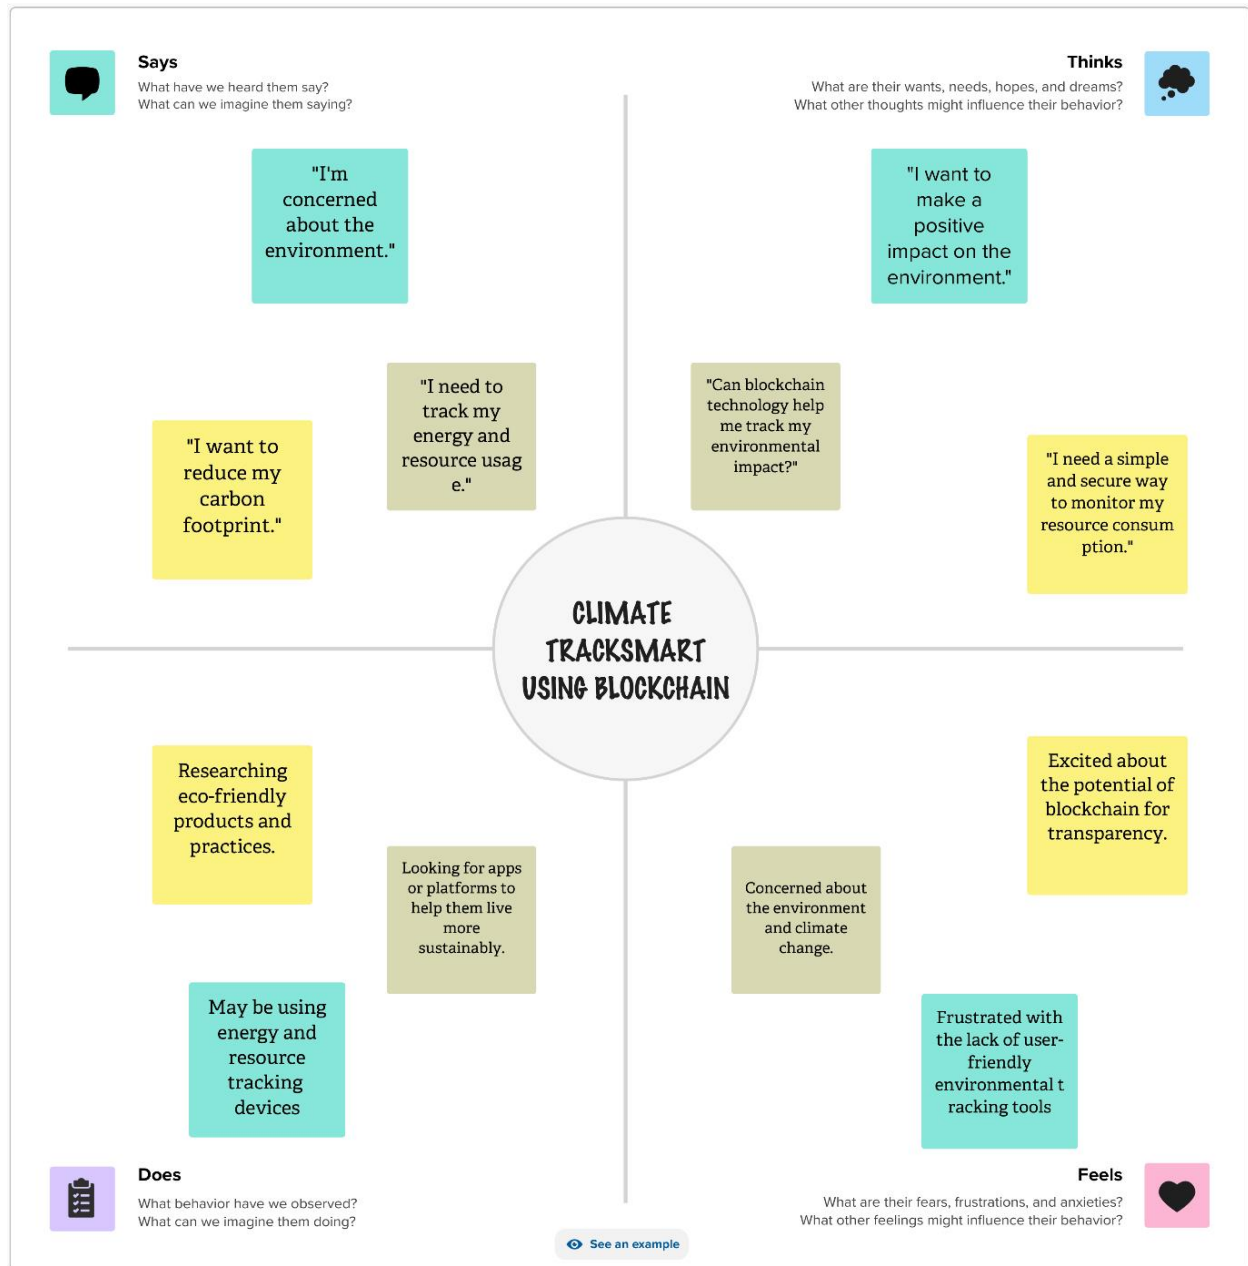 Says
What have we heard them say?
What can we imagine them saying?
Thinks
What are their wants, needs, hopes, and dreams?
What other thoughts might influence their behavior?
"I'm
concerned
about the
environment."
"I want to
make a
positive
impact on the
environment."
"I need to
track my
energy and
resource usag
e."
"Can blockchain
technology help
me track my
environmental
impact?"
"I want to
reduce my
carbon
footprint."
"I need a simple
and secure way
to monitor my
resource consum
ption."
CLIMATE
TRACKSMART
USING BLOCKCHAIN
Researching
eco-friendly
products and
practices.
Excited about
the potential of
blockchain for
transparency.
Looking for apps
or platforms to
help them live
more
sustainably.
Concerned about
the environment
and climate
change.
May be using
energy and
resource
tracking
devices
Frustrated with
the lack of user-
friendly
environmental t
racking tools
Does
What behavior have we observed?
What can we imagine them doing?
Feels
What are their fears, frustrations, and anxieties?
What other feelings might influence their behavior?
See an example